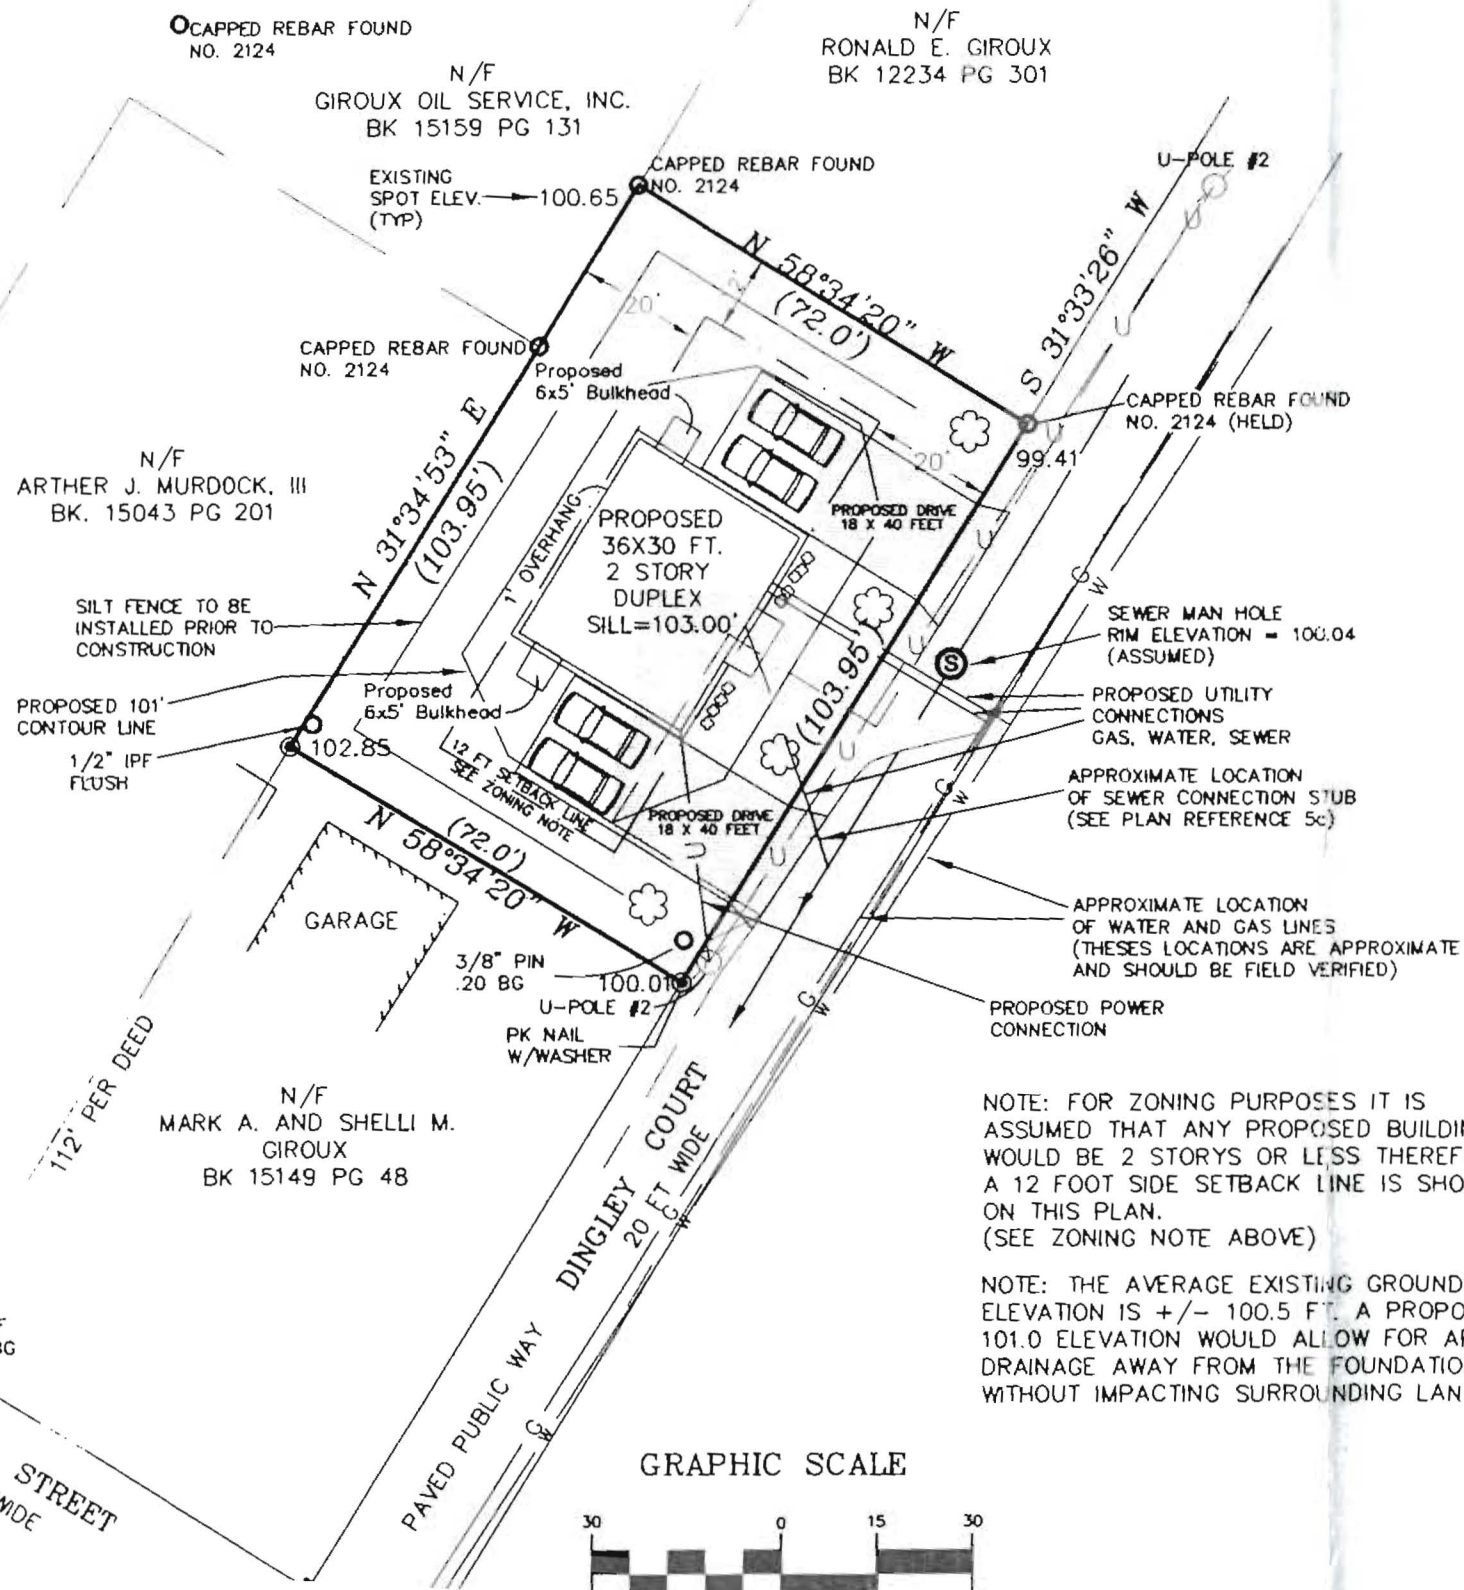 CAPPED REBAR FOUND
NO. 2124
N/F
GIROUX OIL SERVICE, INC.
BK 15159 PG 131
N/F
RONALD E. GIROUX
BK 12234 PG 301
EXISTING
SPOT ELEV.
(TYP)
100.65
CAPPED REBAR FOUND
NO. 2124
U-POLE #2
N 58°34'20" W
(72.0')
S 31°33'26" W
20'
2'
CAPPED REBAR FOUND
NO. 2124
Proposed
6x5' Bulkhead
CAPPED REBAR FOUND
NO. 2124 (HELD)
99.41
20'
N/F
ARTHER J. MURDOCK, III
BK. 15043 PG 201
N 31°34'53" E
(103.95')
1' OVERHANG
PROPOSED
36X30 FT.
2 STORY
DUPLEX
SILL=103.00'
PROPOSED DRIVE
18 X 40 FEET
SILT FENCE TO BE
INSTALLED PRIOR TO
CONSTRUCTION
SEWER MAN HOLE
RIM ELEVATION = 100.04
(ASSUMED)
S
(103.95')
PROPOSED 101'
CONTOUR LINE
Proposed
6x5' Bulkhead
PROPOSED UTILITY
CONNECTIONS
GAS, WATER, SEWER
1/2" IPF
FLUSH
102.85
12 FT SETBACK LINE
SEE ZONING NOTE
APPROXIMATE LOCATION
OF SEWER CONNECTION STUB
(SEE PLAN REFERENCE 5c)
PROPOSED DRIVE
18 X 40 FEET
(72.0')
N 58°34'20" W
GARAGE
APPROXIMATE LOCATION
OF WATER AND GAS LINES
(THESES LOCATIONS ARE APPROXIMATE
AND SHOULD BE FIELD VERIFIED)
3/8" PIN
.20 BG
100.01
U-POLE #2
PK NAIL
W/WASHER
PROPOSED POWER
CONNECTION
112' PER DEED
N/F
MARK A. AND SHELLI M.
GIROUX
BK 15149 PG 48
DINGLEY COURT
20 FT WIDE
PAVED PUBLIC WAY
U
U
U
U
U
U
U
U
G
W
G
W
G
W
G
W
G
W
NOTE: FOR ZONING PURPOSES IT IS
ASSUMED THAT ANY PROPOSED BUILDIN
WOULD BE 2 STORYS OR LESS THEREF
A 12 FOOT SIDE SETBACK LINE IS SHO
ON THIS PLAN.
(SEE ZONING NOTE ABOVE)
NOTE: THE AVERAGE EXISTING GROUND
ELEVATION IS +/- 100.5 FT. A PROPO
101.0 ELEVATION WOULD ALLOW FOR
DRAINAGE AWAY FROM THE FOUNDATIO
WITHOUT IMPACTING SURROUNDING LAN
BG
STREET
WIDE
GRAPHIC SCALE
30 0 15 30